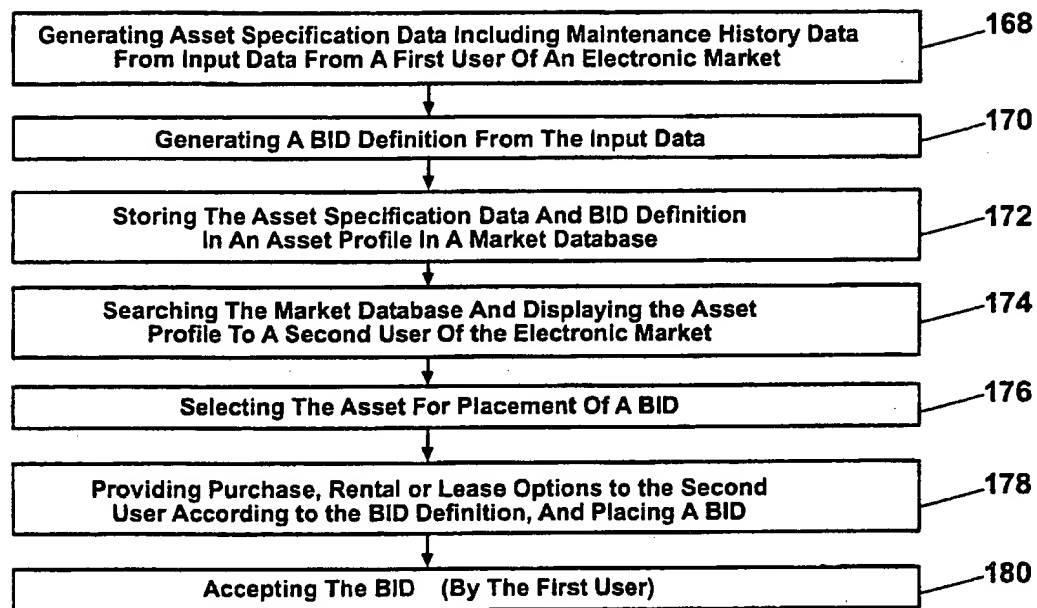 Generating Asset Specification Data Including Maintenance History Data
From Input Data From A First User Of An Electronic Market
168
Generating A BID Definition From The Input Data
170
Storing The Asset Specification Data And BID Definition
In An Asset Profile In A Market Database
172
Searching The Market Database And Displaying the Asset
Profile To A Second User Of the Electronic Market
174
Selecting The Asset For Placement Of A BID
176
Providing Purchase, Rental or Lease Options to the Second
User According to the BID Definition, And Placing A BID
178
Accepting The BID (By The First User)
180